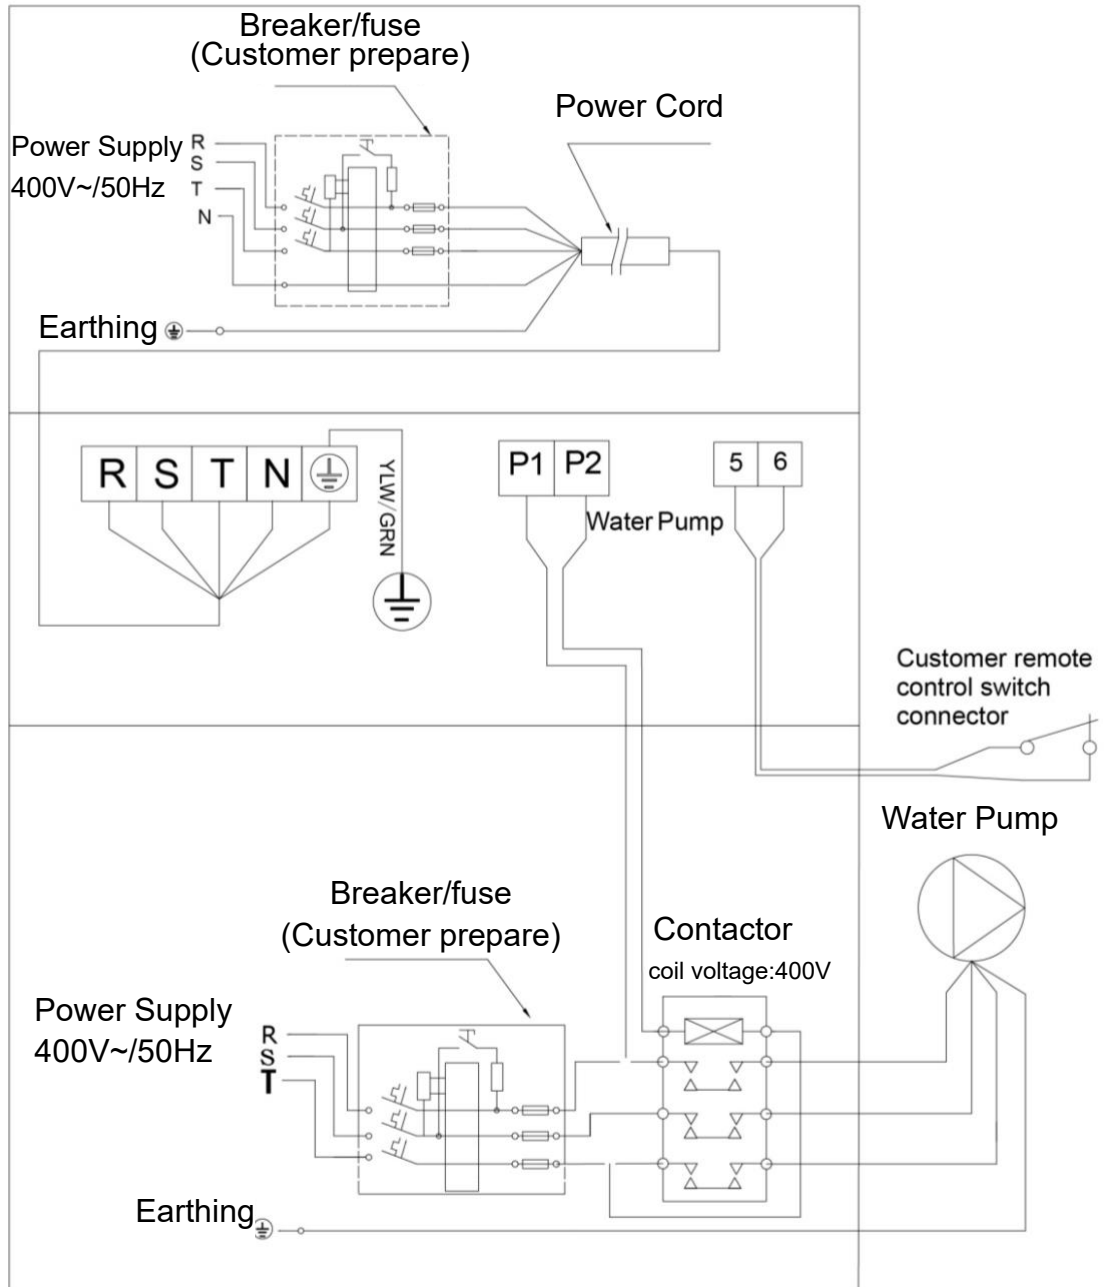 Breaker/fuse
(Customer prepare)
Power Cord
Power Supply
400V~/50Hz
R
S
T
N
Earthing
R S T N
YLW/GRN
P1 P2
Water Pump
5 6
Customer remote
control switch
connector
Water Pump
Breaker/fuse
(Customer prepare)
Contactor
coil voltage:400V
Power Supply
400V~/50Hz
R
S
T
Earthing